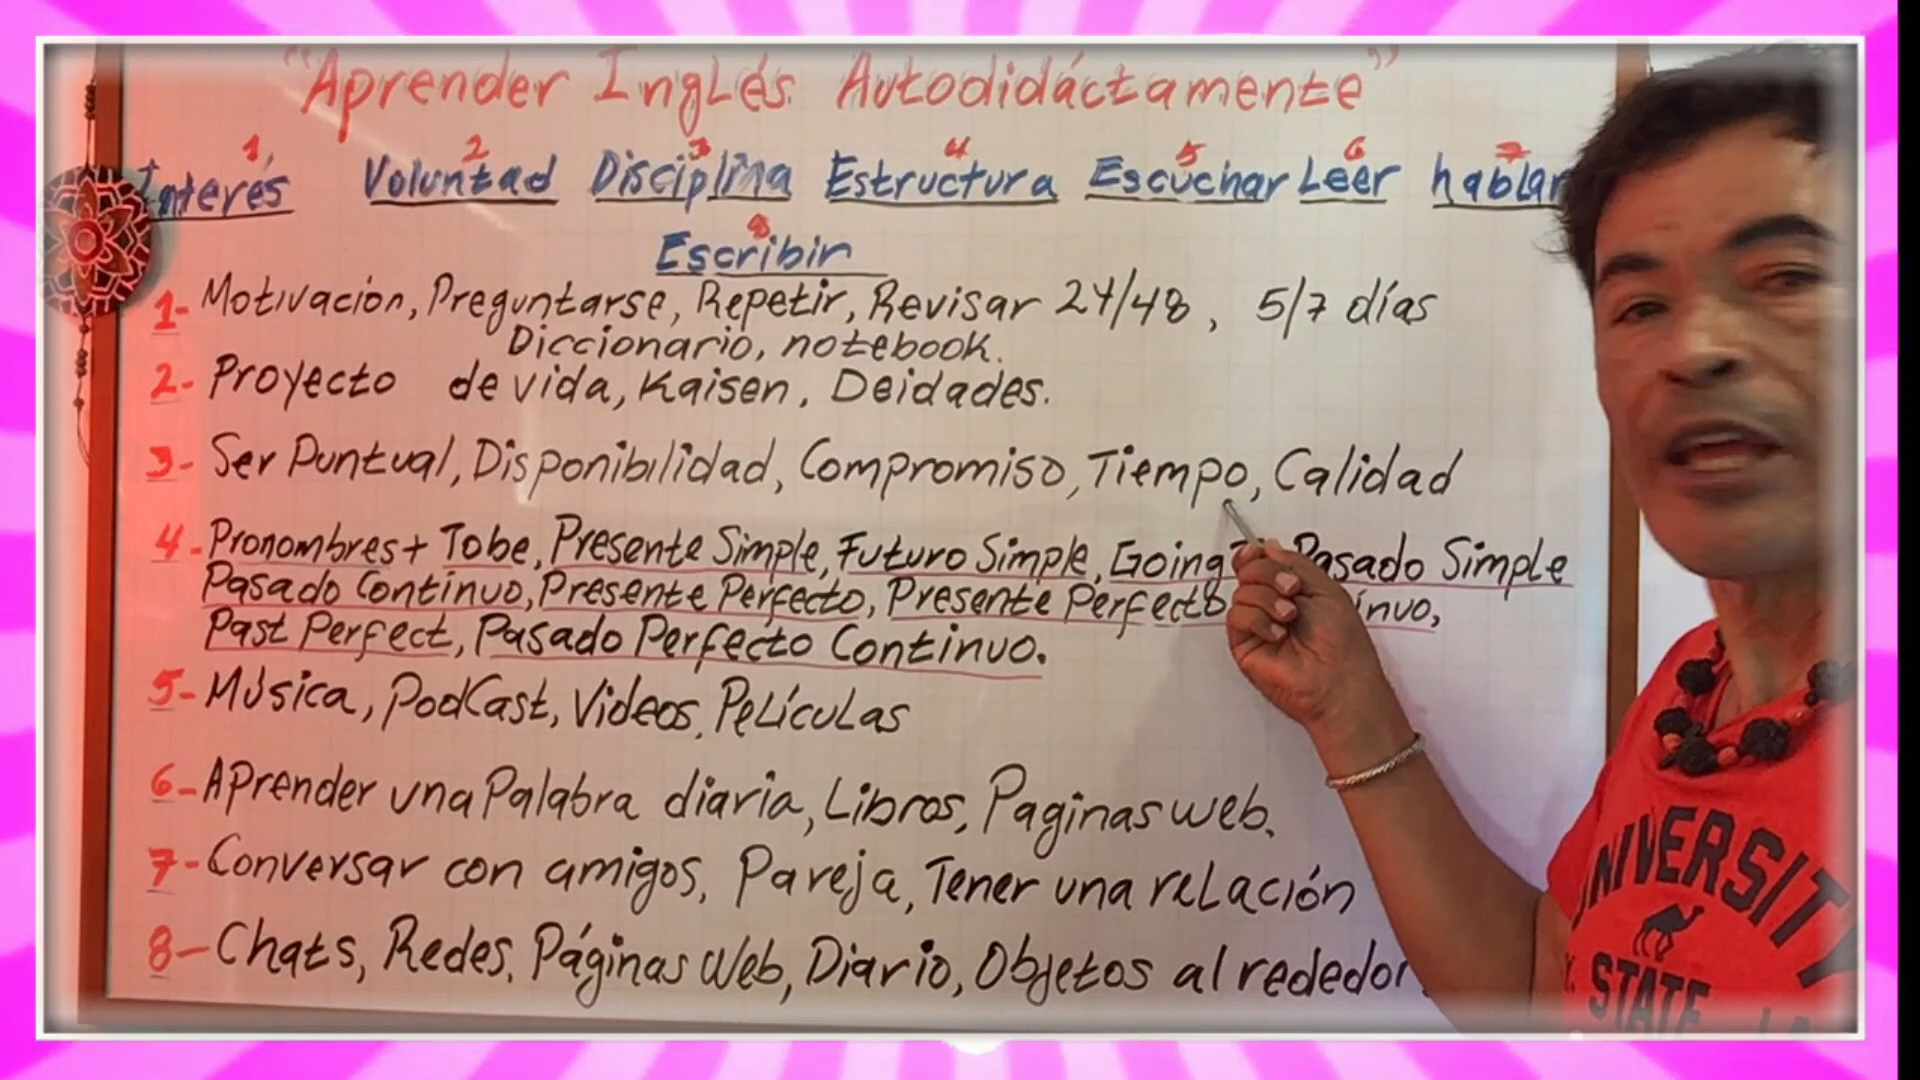 "Aprender Inglés Autodidáctamente"
1 2 3 4 5 6 7
Interés Voluntad Disciplina Estructura Escuchar Leer hablar
8
Escribir
1- Motivación, Preguntarse, Repetir, Revisar 24/48, 5/7 días
Diccionario, notebook.
2- Proyecto de vida, Kaisen, Deidades.
3- Ser Puntual, Disponibilidad, Compromiso, Tiempo, Calidad
4- Pronombres + Tobe, Presente Simple, Futuro Simple, Going Pasado Simple
Pasado Continuo, Presente Perfecto, Presente Perfecto ínuo,
Past Perfect, Pasado Perfecto Continuo.
5- Música, PodCast, Videos, Películas
6- Aprender una Palabra diaria, Libros, Paginas web.
7- Conversar con amigos, Pareja, Tener una relación
8- Chats, Redes, Páginas Web, Diario, Objetos al rededor
UNIVERSITY
STATE